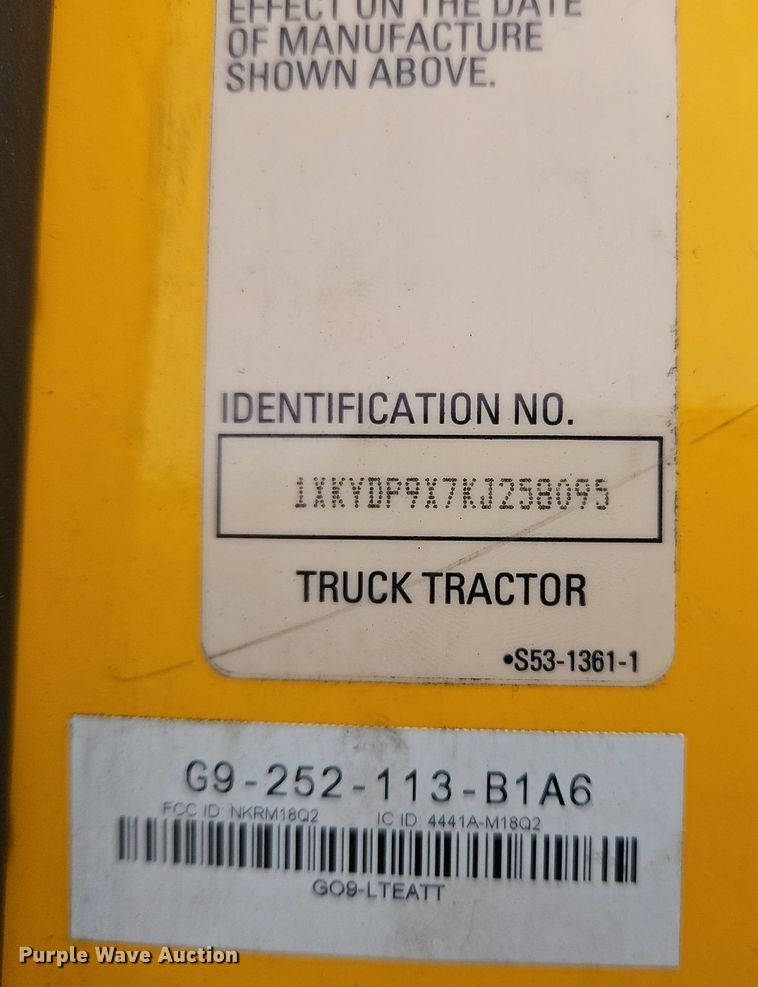 EFFECT ON THE DATE
OF MANUFACTURE
SHOWN ABOVE.
IDENTIFICATION NO.
1XKYDP9X7KJ258095
TRUCK TRACTOR
•S53-1361-1
G9-252-113-B1A6
FCC ID: NKRM18Q2 IC ID: 4441A-M18Q2
GO9-LTEATT
Purple Wave Auction